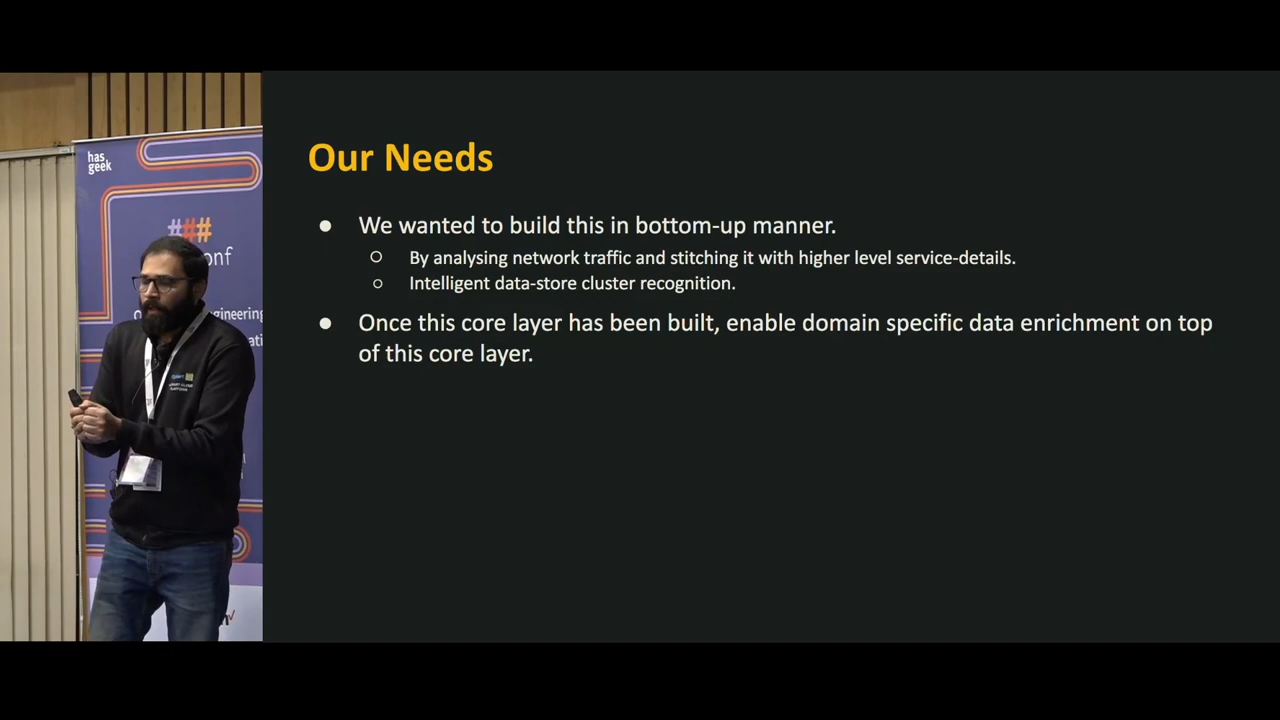 has
geek
###
onf
gineering
Our Needs
We wanted to build this in bottom-up manner.
By analysing network traffic and stitching it with higher level service-details.
Intelligent data-store cluster recognition.
Once this core layer has been built, enable domain specific data enrichment on top
of this core layer.